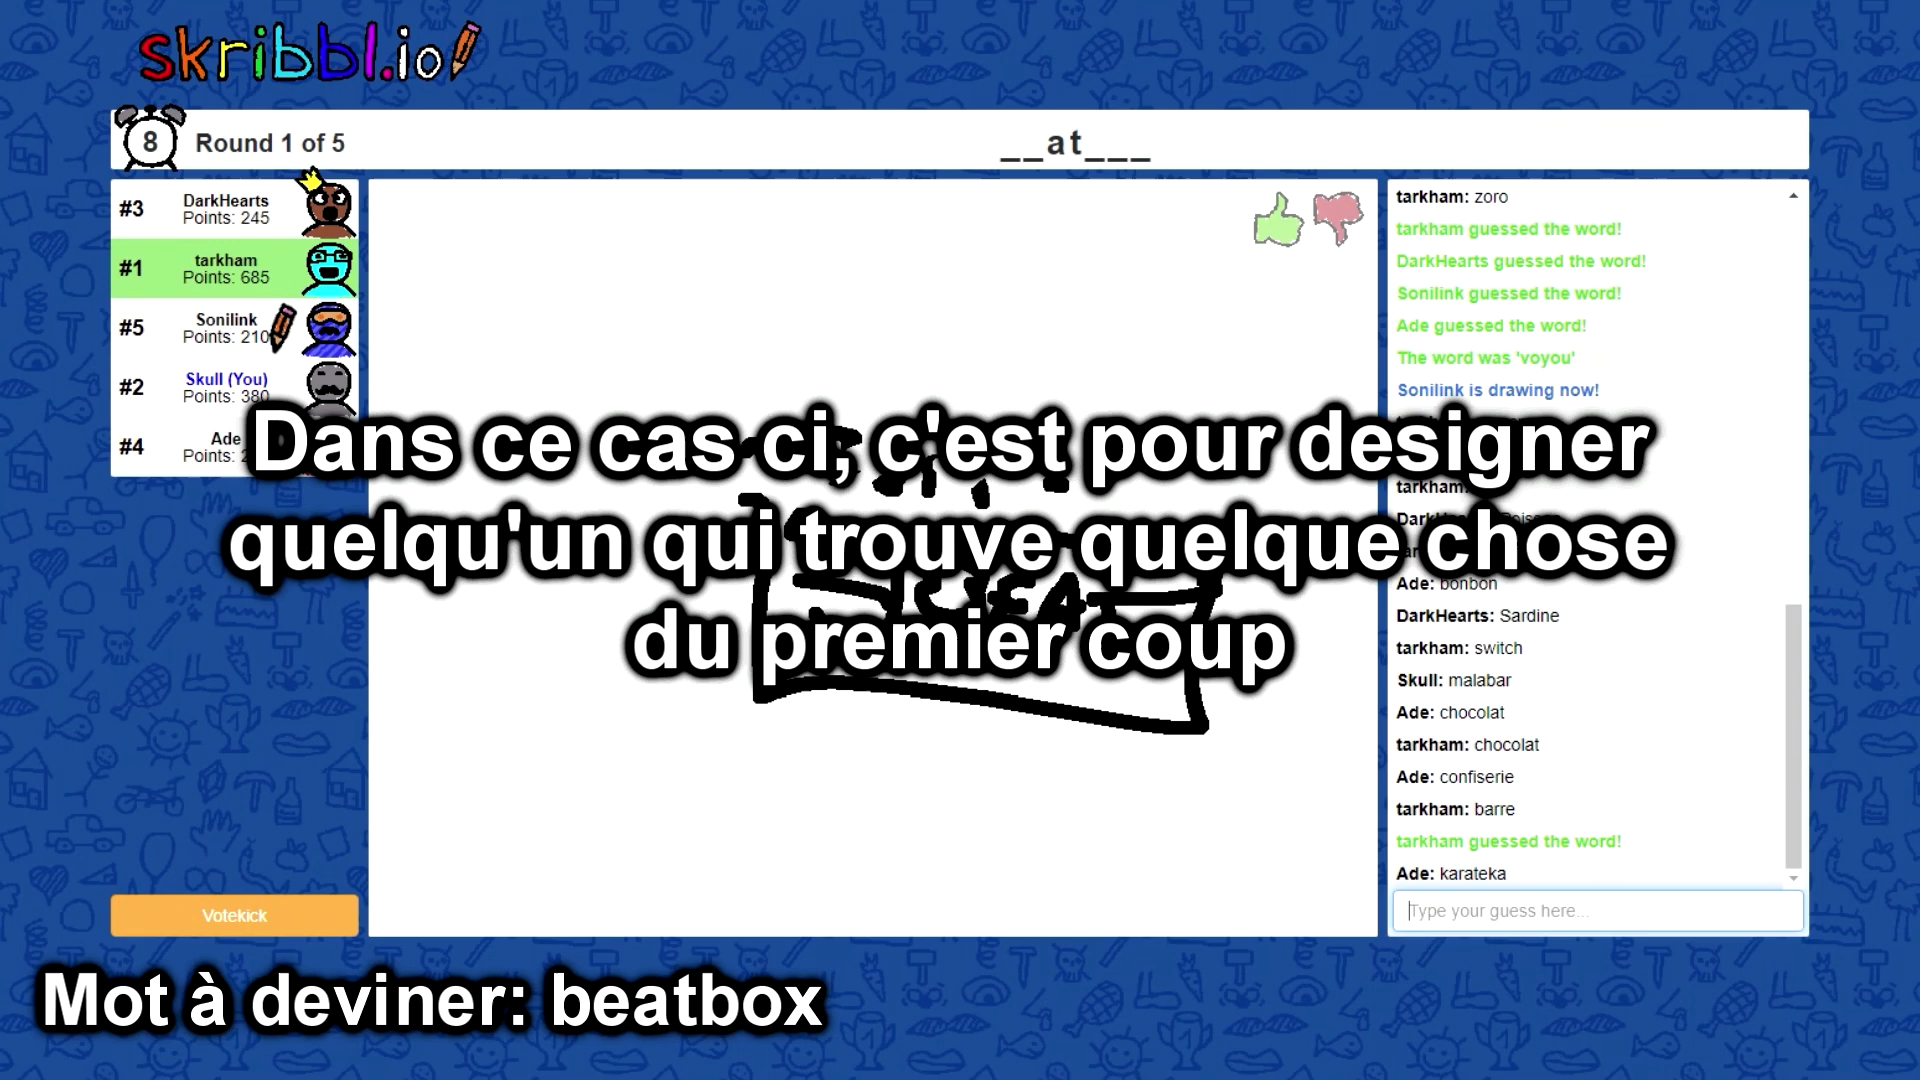 skribbl.io
8
Round 1 of 5
__at___
#3 DarkHearts
Points: 245
#1 tarkham
Points: 685
#5 Sonilink
Points: 210
#2 Skull (You)
Points: 380
#4 Ade
Points: 2
Votekick
tarkham: zoro
tarkham guessed the word!
DarkHearts guessed the word!
Sonilink guessed the word!
Ade guessed the word!
The word was 'voyou'
Sonilink is drawing now!
tarkham:
Ade: bonbon
DarkHearts: Sardine
tarkham: switch
Skull: malabar
Ade: chocolat
tarkham: chocolat
Ade: confiserie
tarkham: barre
tarkham guessed the word!
Ade: karateka
Type your guess here...
Dans ce cas ci, c'est pour designer
quelqu'un qui trouve quelque chose
du premier coup
Mot à deviner: beatbox